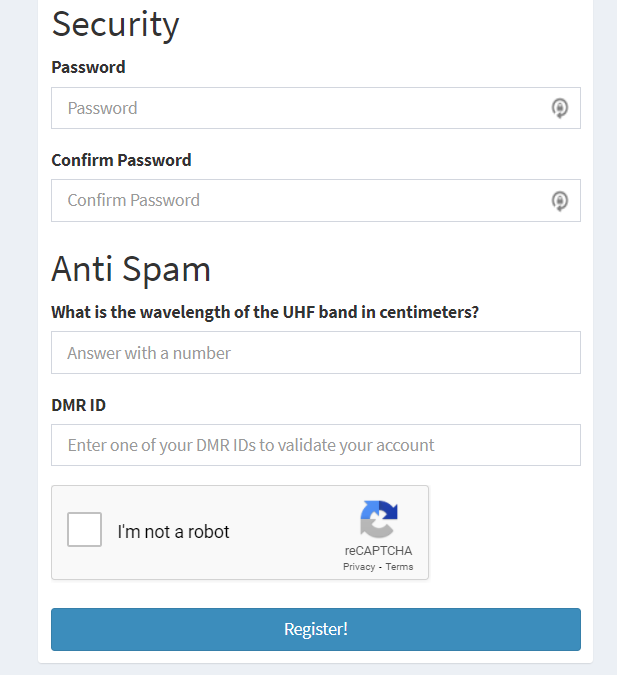 Security
Password
Password
Confirm Password
Confirm Password
Anti Spam
What is the wavelength of the UHF band in centimeters?
Answer with a number
DMR ID
Enter one of your DMR IDs to validate your account
I'm not a robot
reCAPTCHA
Privacy - Terms
Register!